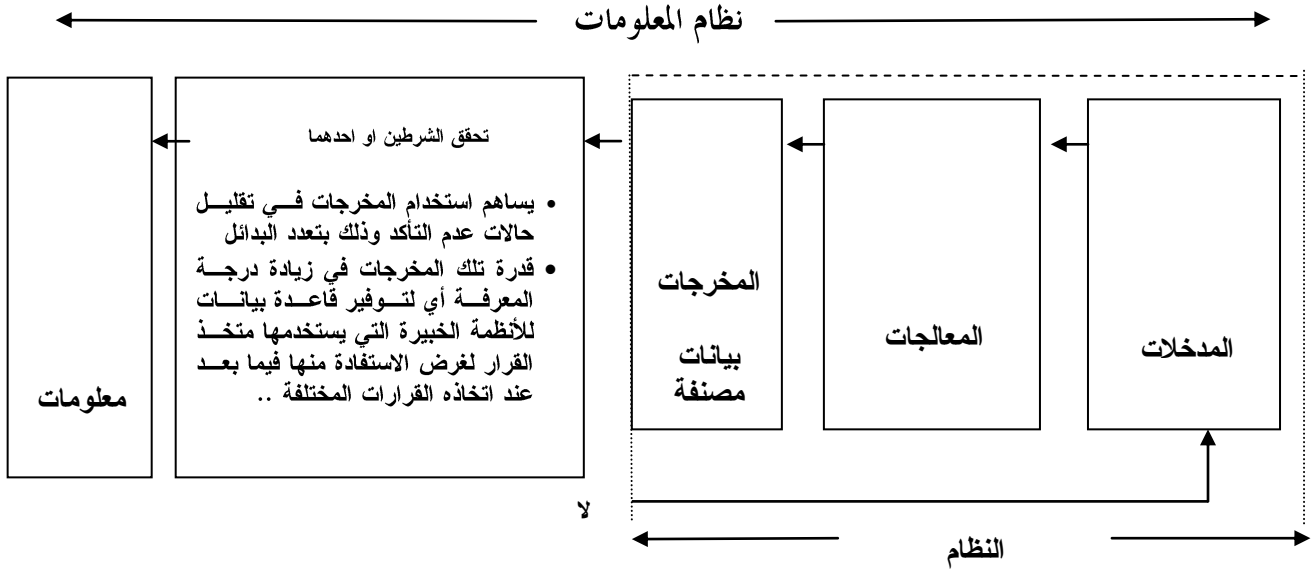 نظام المعلومات
المدخلات
المعالجات
المخرجات
بيانات
مصنفة
تحقق الشرطين او احدهما
• يساهم استخدام المخرجات في تقليل
حالات عدم التأكد وذلك بتعدد البدائل
• قدرة تلك المخرجات في زيادة درجة
المعرفة أي لتوفير قاعدة بيانات
للأنظمة الخبيرة التي يستخدمها متخذ
القرار لغرض الاستفادة منها فيما بعد
عند اتخاذه القرارات المختلفة ..
معلومات
لا
النظام